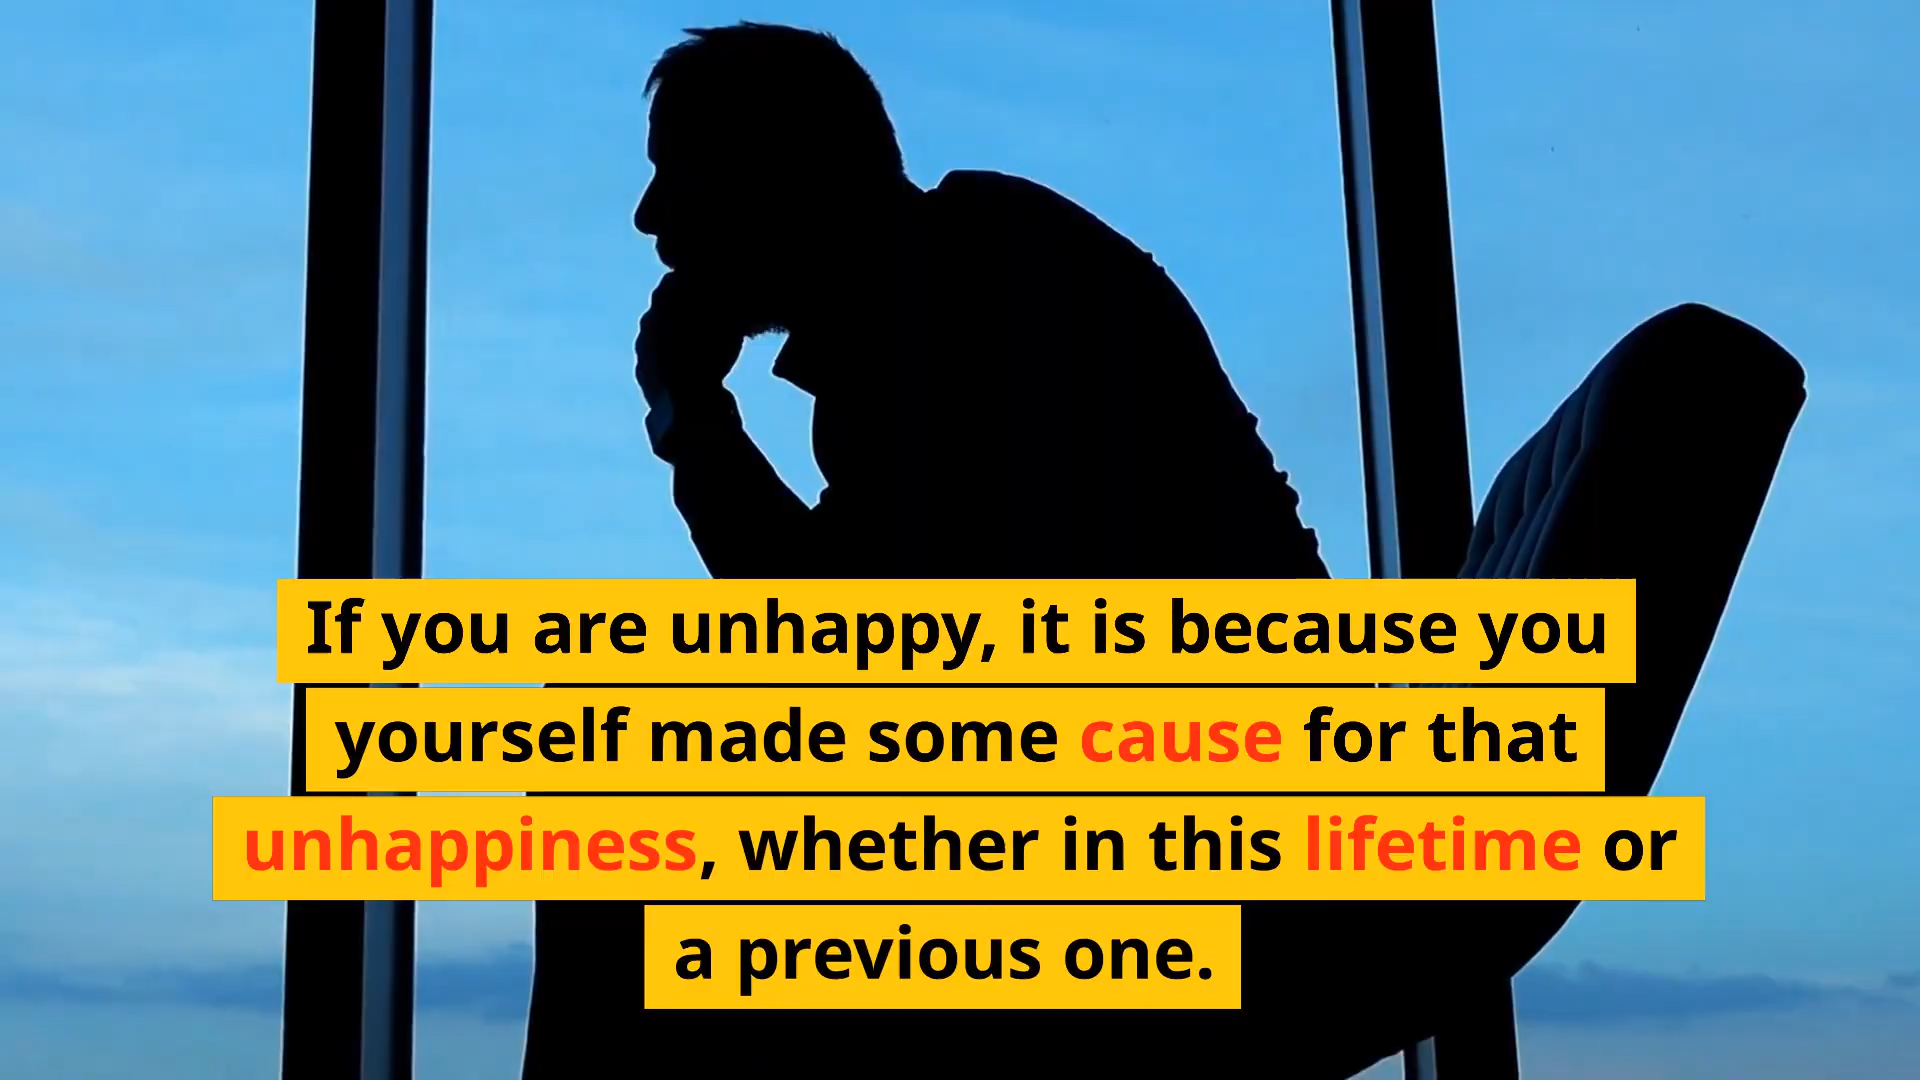 If you are unhappy, it is because you
yourself made some cause for that
unhappiness, whether in this lifetime or
a previous one.